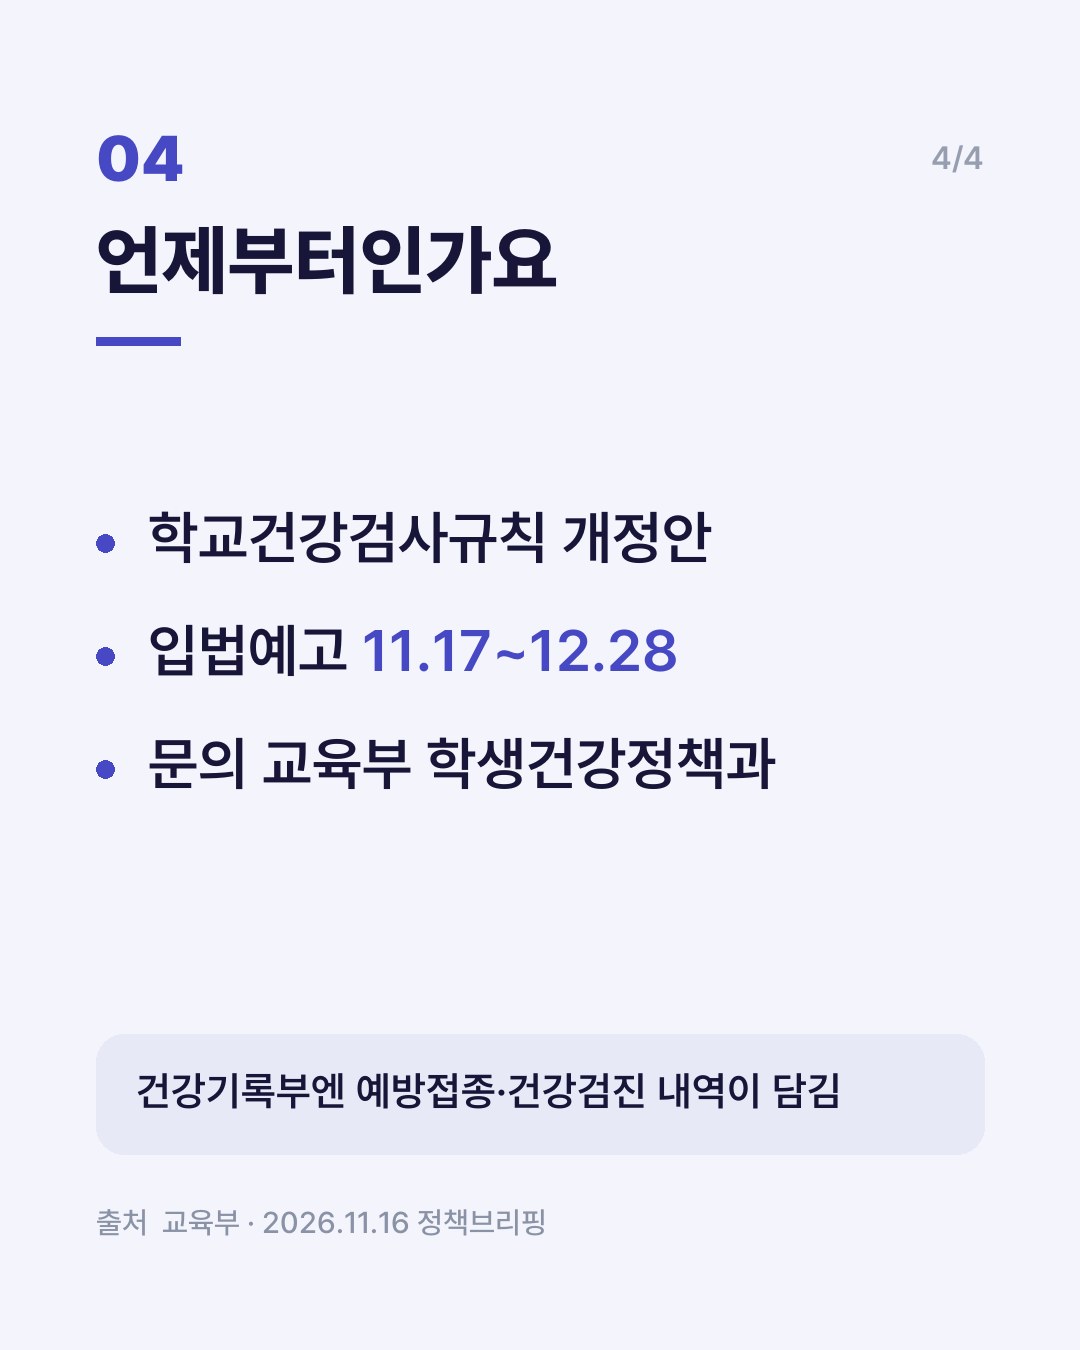 04
4/4
언제부터인가요
• 학교건강검사규칙 개정안
• 입법예고 11.17~12.28
• 문의 교육부 학생건강정책과
건강기록부엔 예방접종·건강검진 내역이 담김
출처 교육부 · 2026.11.16 정책브리핑